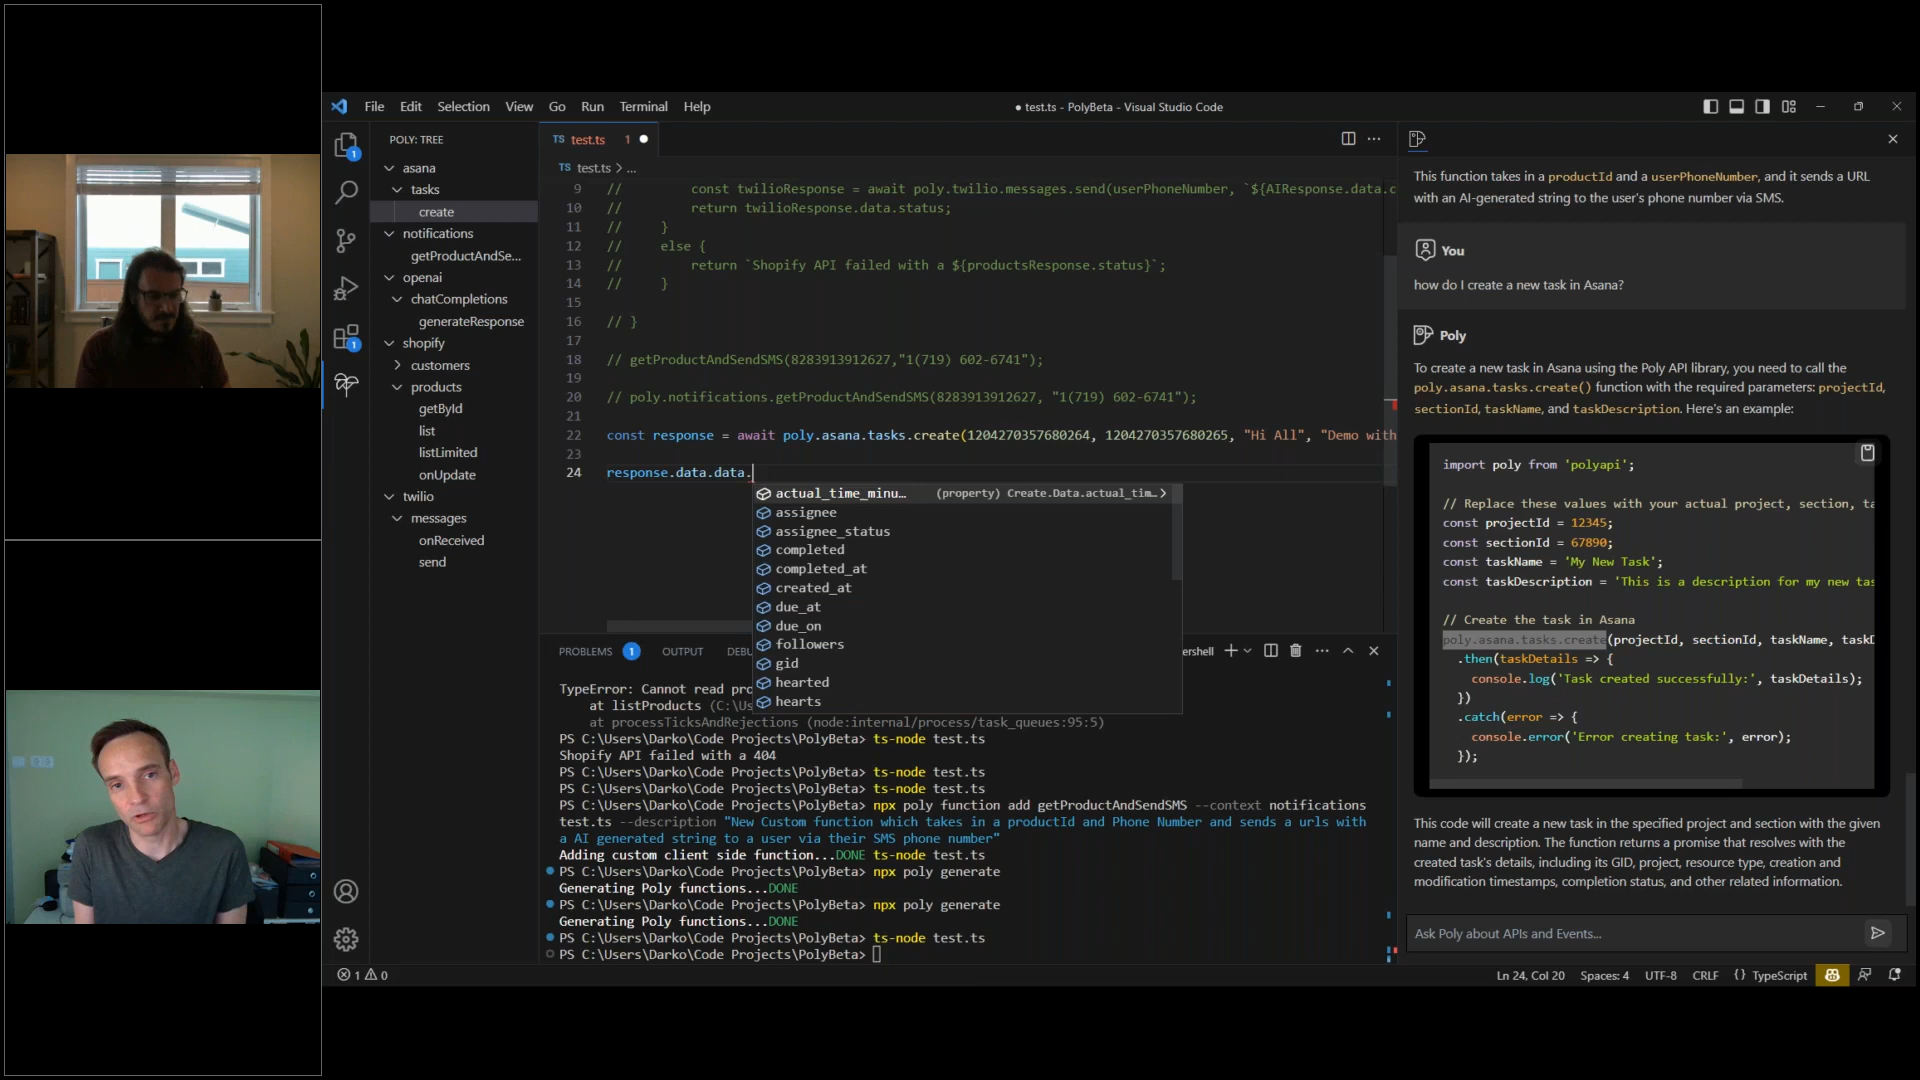 File Edit Selection View Go Run Terminal Help
● test.ts - PolyBeta - Visual Studio Code
POLY: TREE
asana
tasks
create
notifications
getProductAndSe...
openai
chatCompletions
generateResponse
shopify
customers
products
getById
list
listLimited
onUpdate
twilio
messages
onReceived
send
1
1
TS test.ts 1 ●
TS test.ts > ...
9 // const twilioResponse = await poly.twilio.messages.send(userPhoneNumber, `${AIResponse.data.c
10 // return twilioResponse.data.status;
11 // }
12 // else {
13 // return `Shopify API failed with a ${productsResponse.status}`;
14 // }
15
16 // }
17
18 // getProductAndSendSMS(8283913912627,"1(719) 602-6741");
19
20 // poly.notifications.getProductAndSendSMS(8283913912627, "1(719) 602-6741");
21
22 const response = await poly.asana.tasks.create(1204270357680264, 1204270357680265, "Hi All", "Demo with
23
24 response.data.data.
actual_time_minu... (property) Create.Data.actual_tim...
assignee
assignee_status
completed
completed_at
created_at
due_at
due_on
followers
gid
hearted
hearts
PROBLEMS 1 OUTPUT DEBU ershell
TypeError: Cannot read pro
at listProducts (C:\Us
at processTicksAndRejections (node:internal/process/task_queues:95:5)
PS C:\Users\Darko\Code Projects\PolyBeta> ts-node test.ts
Shopify API failed with a 404
PS C:\Users\Darko\Code Projects\PolyBeta> ts-node test.ts
PS C:\Users\Darko\Code Projects\PolyBeta> ts-node test.ts
PS C:\Users\Darko\Code Projects\PolyBeta> npx poly function add getProductAndSendSMS --context notifications
test.ts --description "New Custom function which takes in a productId and Phone Number and sends a urls with
a AI generated string to a user via their SMS phone number"
Adding custom client side function...DONE ts-node test.ts
PS C:\Users\Darko\Code Projects\PolyBeta> npx poly generate
Generating Poly functions...DONE
PS C:\Users\Darko\Code Projects\PolyBeta> npx poly generate
Generating Poly functions...DONE
PS C:\Users\Darko\Code Projects\PolyBeta> ts-node test.ts
PS C:\Users\Darko\Code Projects\PolyBeta>
This function takes in a productId and a userPhoneNumber, and it sends a URL
with an AI-generated string to the user's phone number via SMS.
You
how do I create a new task in Asana?
Poly
To create a new task in Asana using the Poly API library, you need to call the
poly.asana.tasks.create() function with the required parameters: projectId,
sectionId, taskName, and taskDescription. Here's an example:
import poly from 'polyapi';
// Replace these values with your actual project, section, ta
const projectId = 12345;
const sectionId = 67890;
const taskName = 'My New Task';
const taskDescription = 'This is a description for my new tas
// Create the task in Asana
poly.asana.tasks.create(projectId, sectionId, taskName, taskD
.then(taskDetails => {
console.log('Task created successfully:', taskDetails);
})
.catch(error => {
console.error('Error creating task:', error);
});
This code will create a new task in the specified project and section with the given
name and description. The function returns a promise that resolves with the
created task's details, including its GID, project, resource type, creation and
modification timestamps, completion status, and other related information.
Ask Poly about APIs and Events...
1 0
Ln 24, Col 20 Spaces: 4 UTF-8 CRLF {} TypeScript